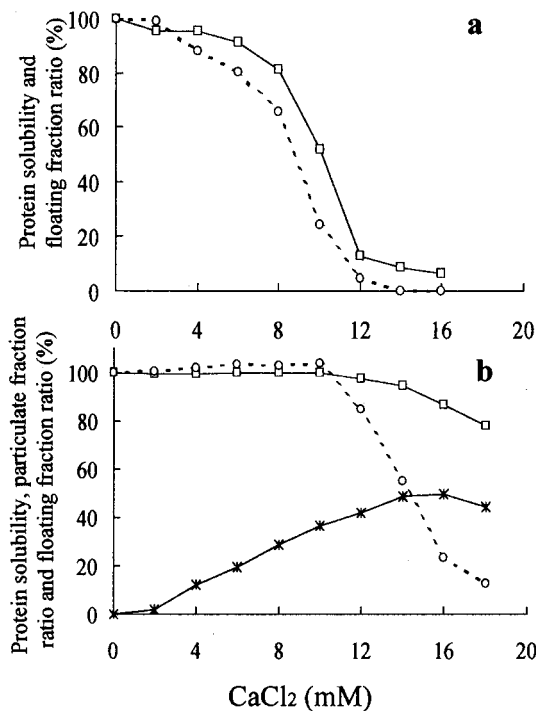 a
Protein solubility and
floating fraction ratio (%)
100
80
60
40
20
0
0 4 8 12 16 20
b
Protein solubility, particulate fraction
ratio and floating fraction ratio (%)
100
80
60
40
20
0
0 4 8 12 16 20
CaCl2 (mM)